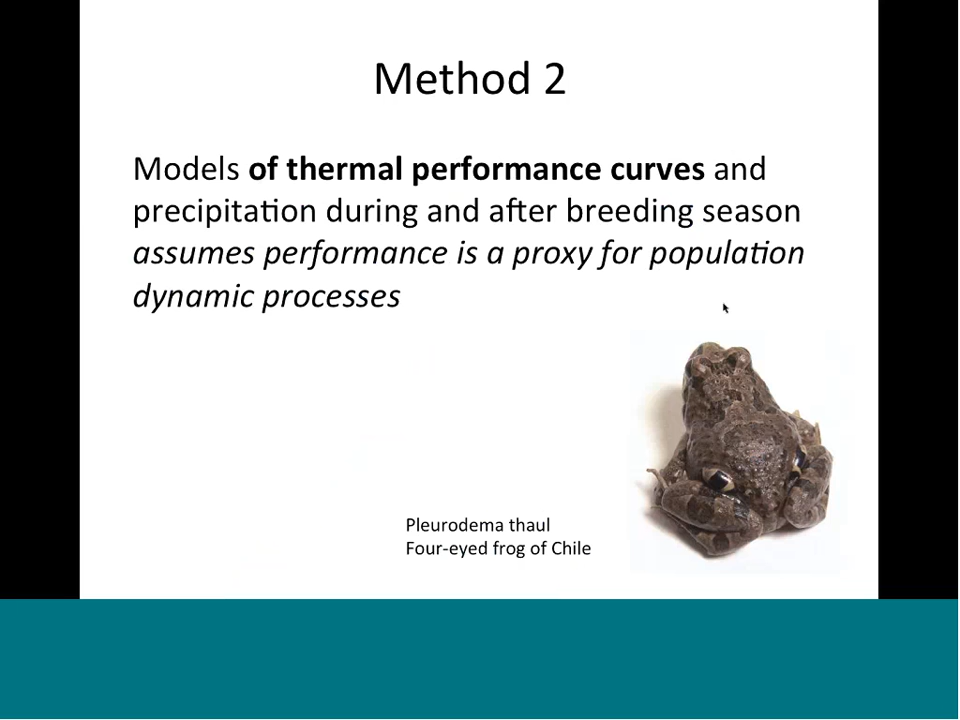 Method 2
Models of thermal performance curves and
precipitation during and after breeding season
assumes performance is a proxy for population
dynamic processes
Pleurodema thaul
Four-eyed frog of Chile